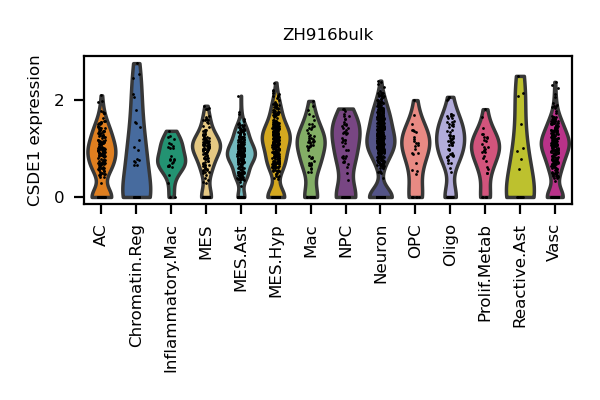 ZH916bulk
CSDE1 expression
2
0
AC
Chromatin.Reg
Inflammatory.Mac
MES
MES.Ast
MES.Hyp
Mac
NPC
Neuron
OPC
Oligo
Prolif.Metab
Reactive.Ast
Vasc